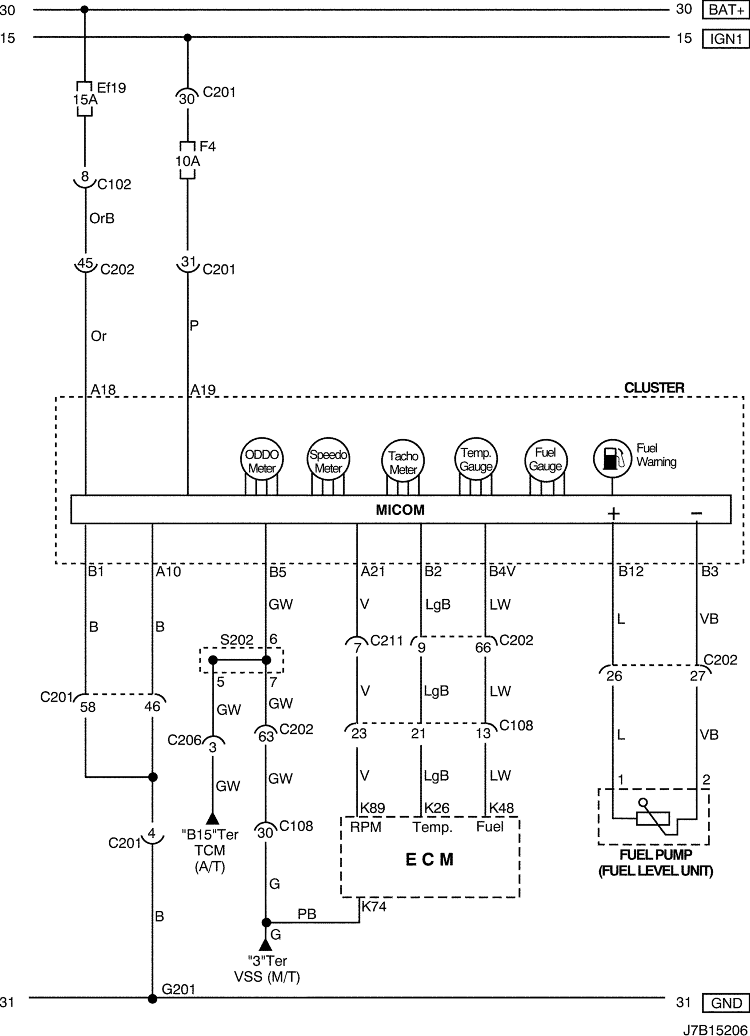 30 30 BAT+
15 15 IGN1
Ef19
15A
30 C201
F4
10A
8 C102
OrB
45 C202
31 C201
Or
P
A18 A19 CLUSTER
ODDO Meter
Speedo Meter
Tacho Meter
Temp. Gauge
Fuel Gauge
Fuel Warning
MICOM + −
B1 A10 B5 A21 B2 B4V B12 B3
GW V LgB LW
B B L VB
S202 6
7 C211 9 66 C202
5 7
26 27 C202
C201 58 46
GW GW V LgB LW
C206 3 63 C202 23 21 13 C108
L VB
GW GW V LgB LW
1 2
K89 K26 K48
RPM Temp. Fuel
"B15"Ter
TCM
(A/T)
C201 4
30 C108
E C M
FUEL PUMP
(FUEL LEVEL UNIT)
G
K74
B PB
G
"3"Ter
VSS (M/T)
G201
31 31 GND
J7B15206